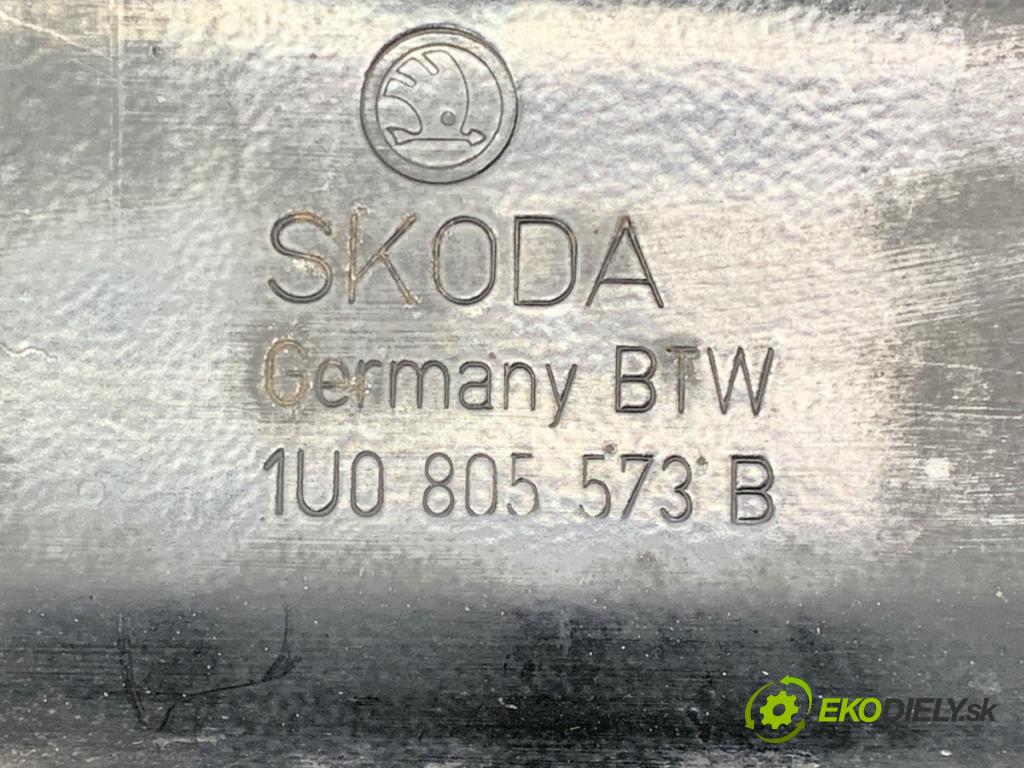 SKODA
Germany BTW
1U0 805 573 B
EKODIELY.sk